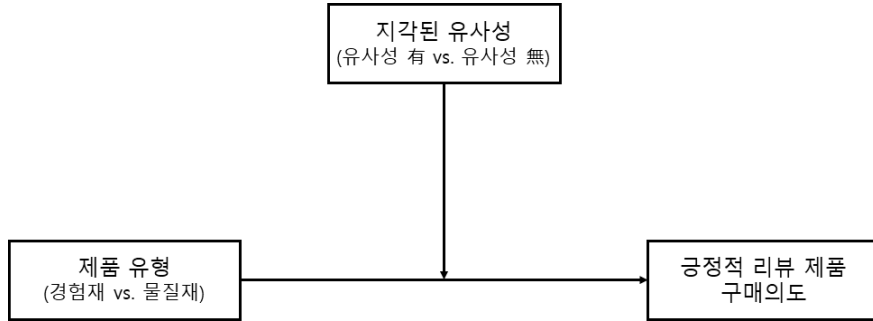 지각된 유사성
(유사성 有 vs. 유사성 無)
제품 유형
(경험재 vs. 물질재)
긍정적 리뷰 제품
구매의도